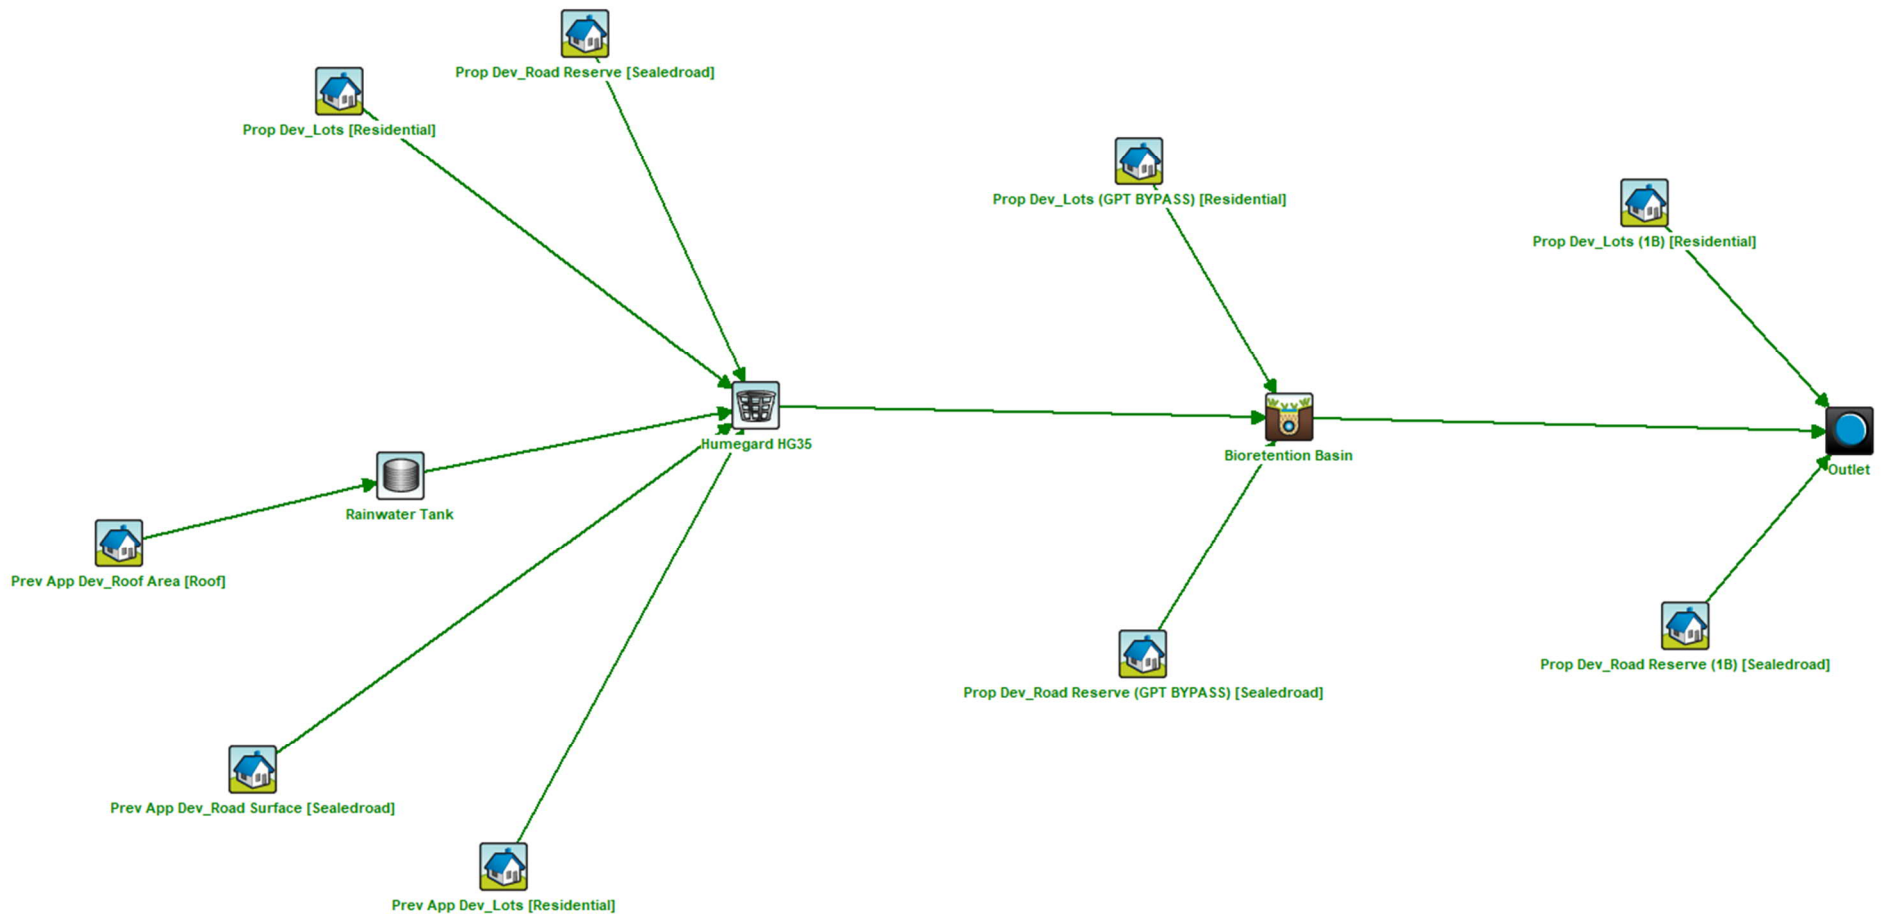 Prop Dev_Road Reserve [Sealedroad]
Prop Dev_Lots [Residential]
Prop Dev_Lots (GPT BYPASS) [Residential]
Prop Dev_Lots (1B) [Residential]
Humegard HG35
Bioretention Basin
Outlet
Rainwater Tank
Prev App Dev_Roof Area [Roof]
Prop Dev_Road Reserve (1B) [Sealedroad]
Prop Dev_Road Reserve (GPT BYPASS) [Sealedroad]
Prev App Dev_Road Surface [Sealedroad]
Prev App Dev_Lots [Residential]